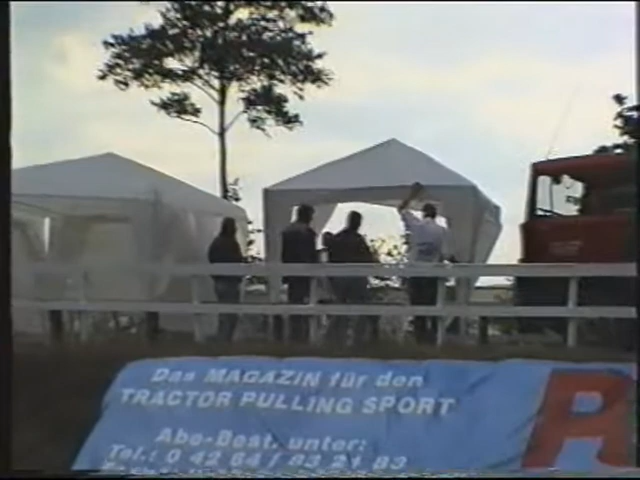 Das MAGAZIN für den
TRACTOR PULLING SPORT
Abo-Best. unter:
Tel.: 0 42 64 / 83 21 83
R